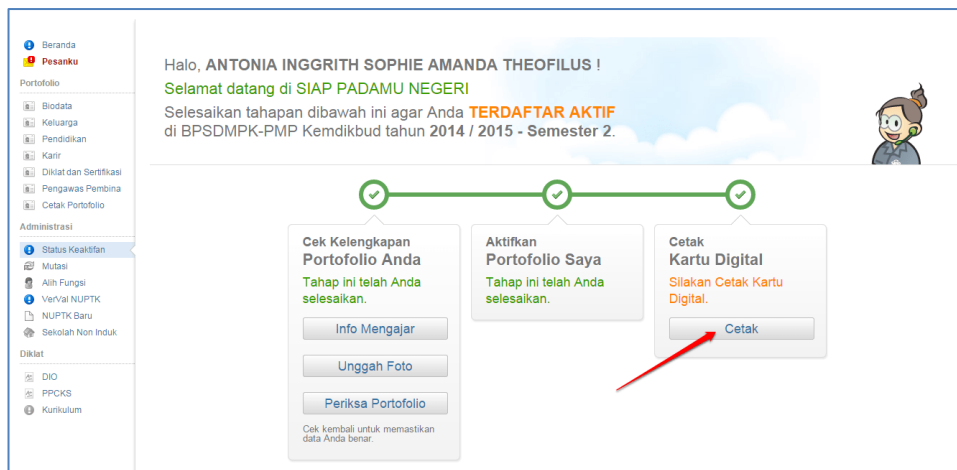 Beranda
Pesanku
Portofolio
Biodata
Keluarga
Pendidikan
Karir
Diklat dan Sertifikasi
Pengawas Pembina
Cetak Portofolio
Administrasi
Status Keaktifan
Mutasi
Alih Fungsi
VerVal NUPTK
NUPTK Baru
Sekolah Non Induk
Diklat
DIO
PPCKS
Kurikulum
Halo, ANTONIA INGGRITH SOPHIE AMANDA THEOFILUS !
Selamat datang di SIAP PADAMU NEGERI
Selesaikan tahapan dibawah ini agar Anda TERDAFTAR AKTIF
di BPSDMPK-PMP Kemdikbud tahun 2014 / 2015 - Semester 2.
Cek Kelengkapan
Portofolio Anda
Tahap ini telah Anda
selesaikan.
Info Mengajar
Unggah Foto
Periksa Portofolio
Cek kembali untuk memastikan
data Anda benar.
Aktifkan
Portofolio Saya
Tahap ini telah Anda
selesaikan.
Cetak
Kartu Digital
Silakan Cetak Kartu
Digital.
Cetak